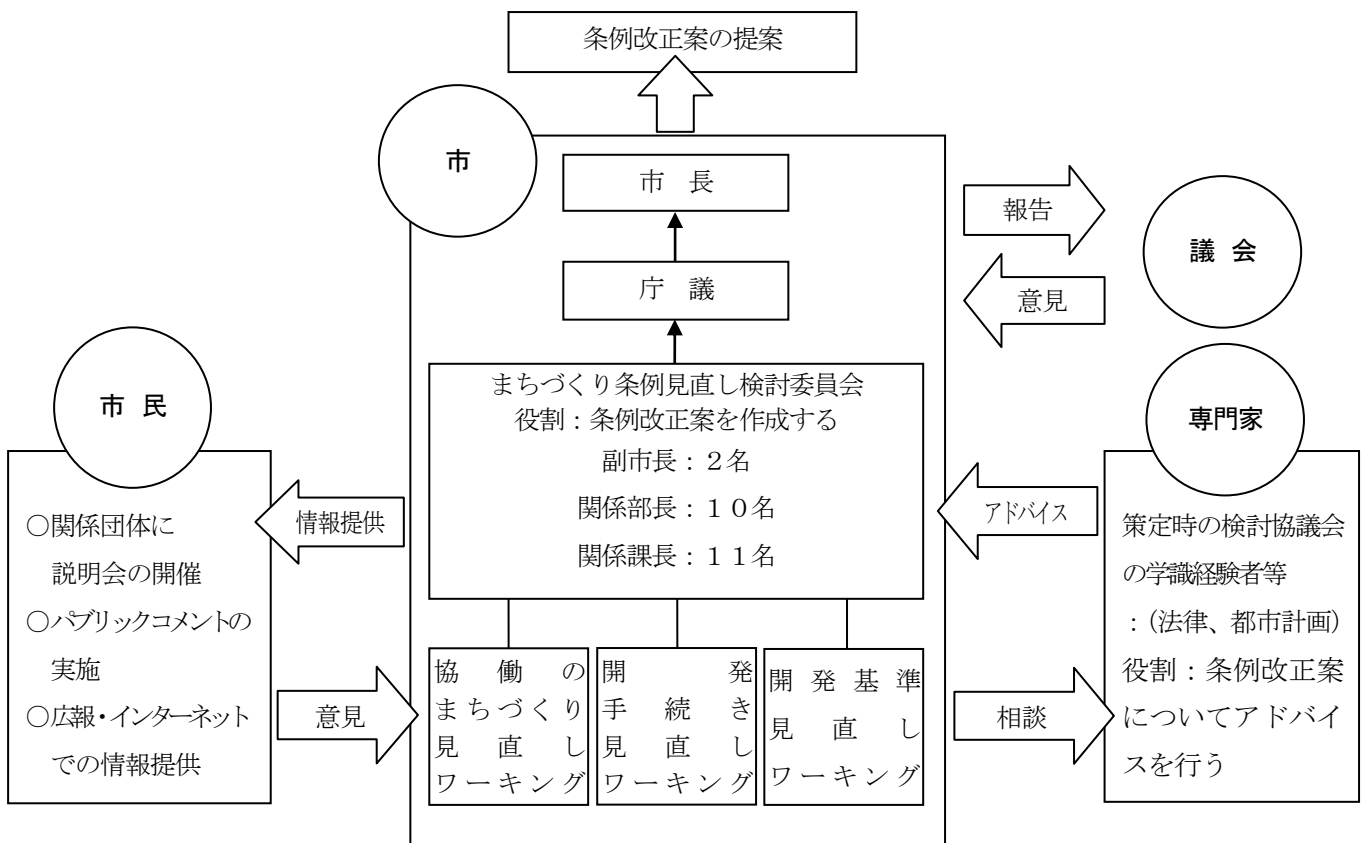 条例改正案の提案
市
市 長
報告
議 会
庁 議
意見
まちづくり条例見直し検討委員会
役割：条例改正案を作成する
副市長：２名
関係部長：１０名
関係課長：１１名
市 民
専門家
情報提供
アドバイス
○関係団体に
説明会の開催
○パブリックコメントの
実施
○広報・インターネット
での情報提供
策定時の検討協議会
の学識経験者等
：（法律、都市計画）
役割：条例改正案
についてアドバイ
スを行う
意見
協働の
まちづくり
見直し
ワーキング
開発
手続き
見直し
ワーキング
開発基準
見直し
ワーキング
相談